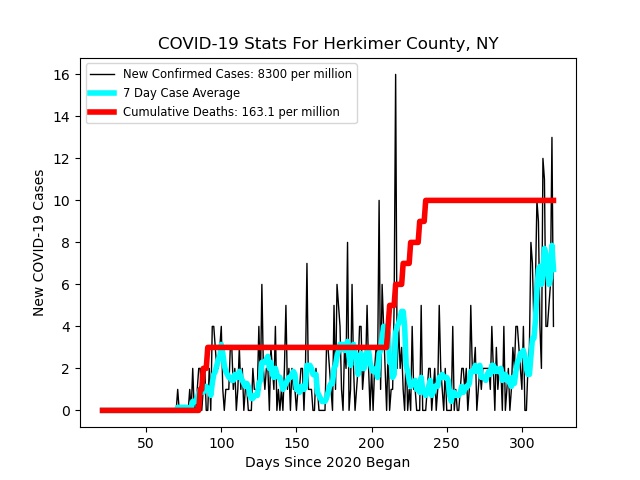 COVID-19 Stats For Herkimer County, NY
New Confirmed Cases: 8300 per million
7 Day Case Average
Cumulative Deaths: 163.1 per million
New COVID-19 Cases
16
14
12
10
8
6
4
2
0
50 100 150 200 250 300
Days Since 2020 Began